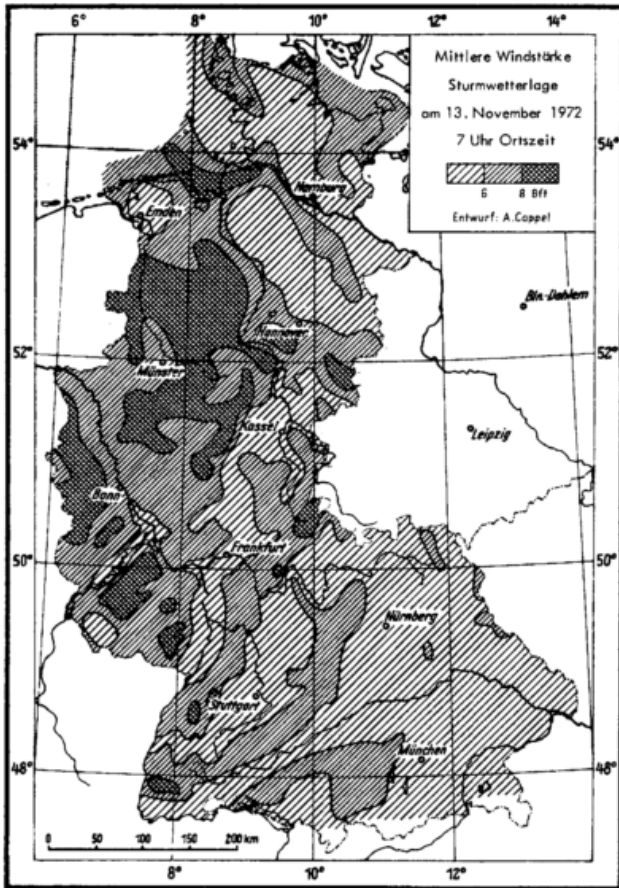 6°
8°
10°
14°
Mittlere Windstärke
Sturmwetterlage
am 13. November 1972
7 Uhr Ortszeit
6 8 Bft
Entwurf: A.Cappel
54°
54°
Hamburg
Emden
Bln.-Dahlem
Hannover
52°
52°
Münster
Kassel
Leipzig
Bonn
50°
Frankfurt
50°
Nürnberg
Stuttgart
München
48°
48°
0 50 100 150 200 km
8°
10°
12°